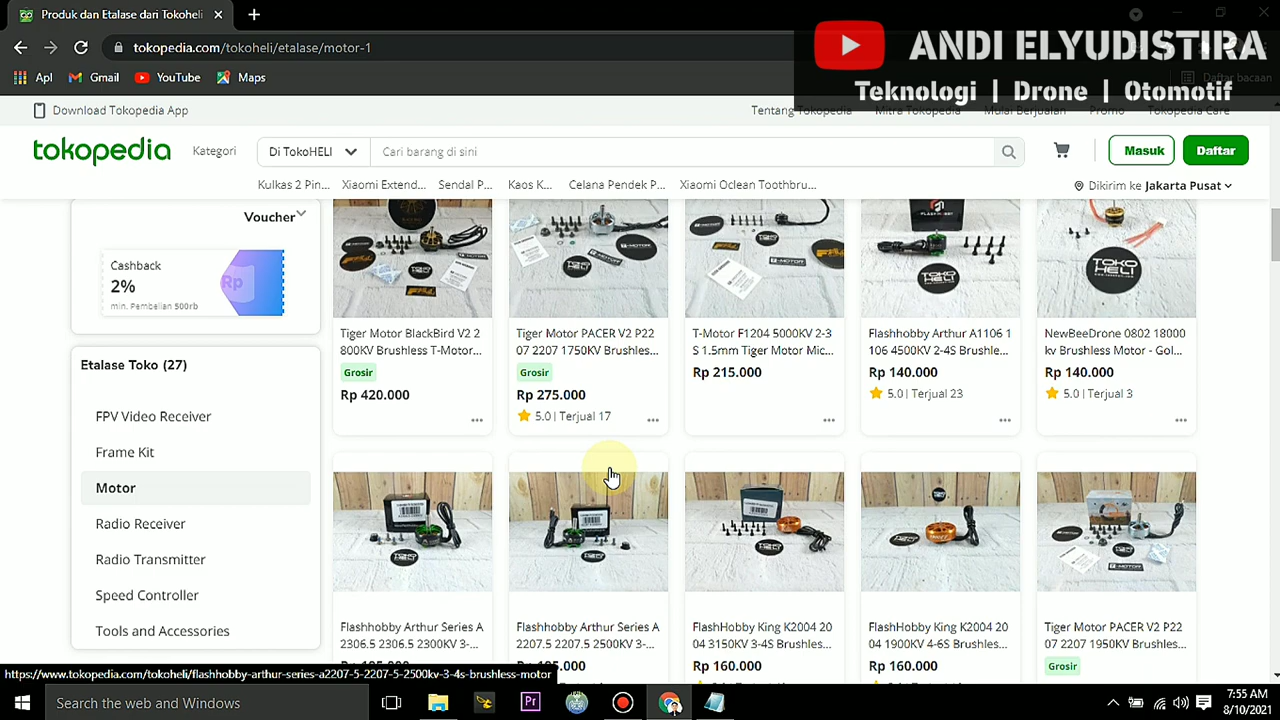 Produk dan Etalase dari Tokoheli
tokopedia.com/tokoheli/etalase/motor-1
ANDI ELYUDISTIRA
Teknologi | Drone | Otomotif
Apl
Gmail
YouTube
Maps
Daftar bacaan
Download Tokopedia App
Tentang Tokopedia
Mitra Tokopedia
Mulai Berjualan
Promo
Tokopedia Care
tokopedia
Kategori
Di TokoHELI
Cari barang di sini
Masuk
Daftar
Kulkas 2 Pin...
Xiaomi Extend...
Sendal P...
Kaos K...
Celana Pendek P...
Xiaomi Oclean Toothbru...
Dikirim ke Jakarta Pusat
Voucher
Cashback
2%
min. Pembelian 500rb
Etalase Toko (27)
FPV Video Receiver
Frame Kit
Motor
Radio Receiver
Radio Transmitter
Speed Controller
Tools and Accessories
Tiger Motor BlackBird V2 2
800KV Brushless T-Motor...
Grosir
Rp 420.000
Tiger Motor PACER V2 P22
07 2207 1750KV Brushles...
Grosir
Rp 275.000
5.0 | Terjual 17
T-Motor F1204 5000KV 2-3
S 1.5mm Tiger Motor Mic...
Rp 215.000
Flashhobby Arthur A1106 1
106 4500KV 2-4S Brushle...
Rp 140.000
5.0 | Terjual 23
NewBeeDrone 0802 18000
kv Brushless Motor - Gol...
Rp 140.000
5.0 | Terjual 3
TOKO
HELI
Flashhobby Arthur Series A
2306.5 2306.5 2300KV 3-...
Flashhobby Arthur Series A
2207.5 2207.5 2500KV 3-...
FlashHobby King K2004 20
04 3150KV 3-4S Brushles...
Rp 160.000
FlashHobby King K2004 20
04 1900KV 4-6S Brushles...
Rp 160.000
Tiger Motor PACER V2 P22
07 2207 1950KV Brushles...
Grosir
https://www.tokopedia.com/tokoheli/flashhobby-arthur-series-a2207-5-2207-5-2500kv-3-4s-brushless-motor
Search the web and Windows
Pr
7:55 AM
8/10/2021